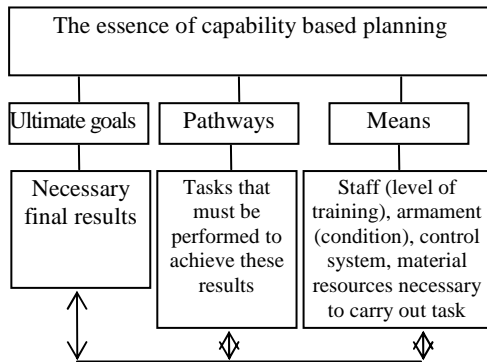 The essence of capability based planning
Ultimate goals
Pathways
Means
Necessary
final results
Tasks that
must be
performed to
achieve these
results
Staff (level of
training), armament
(condition), control
system, material
resources necessary
to carry out task